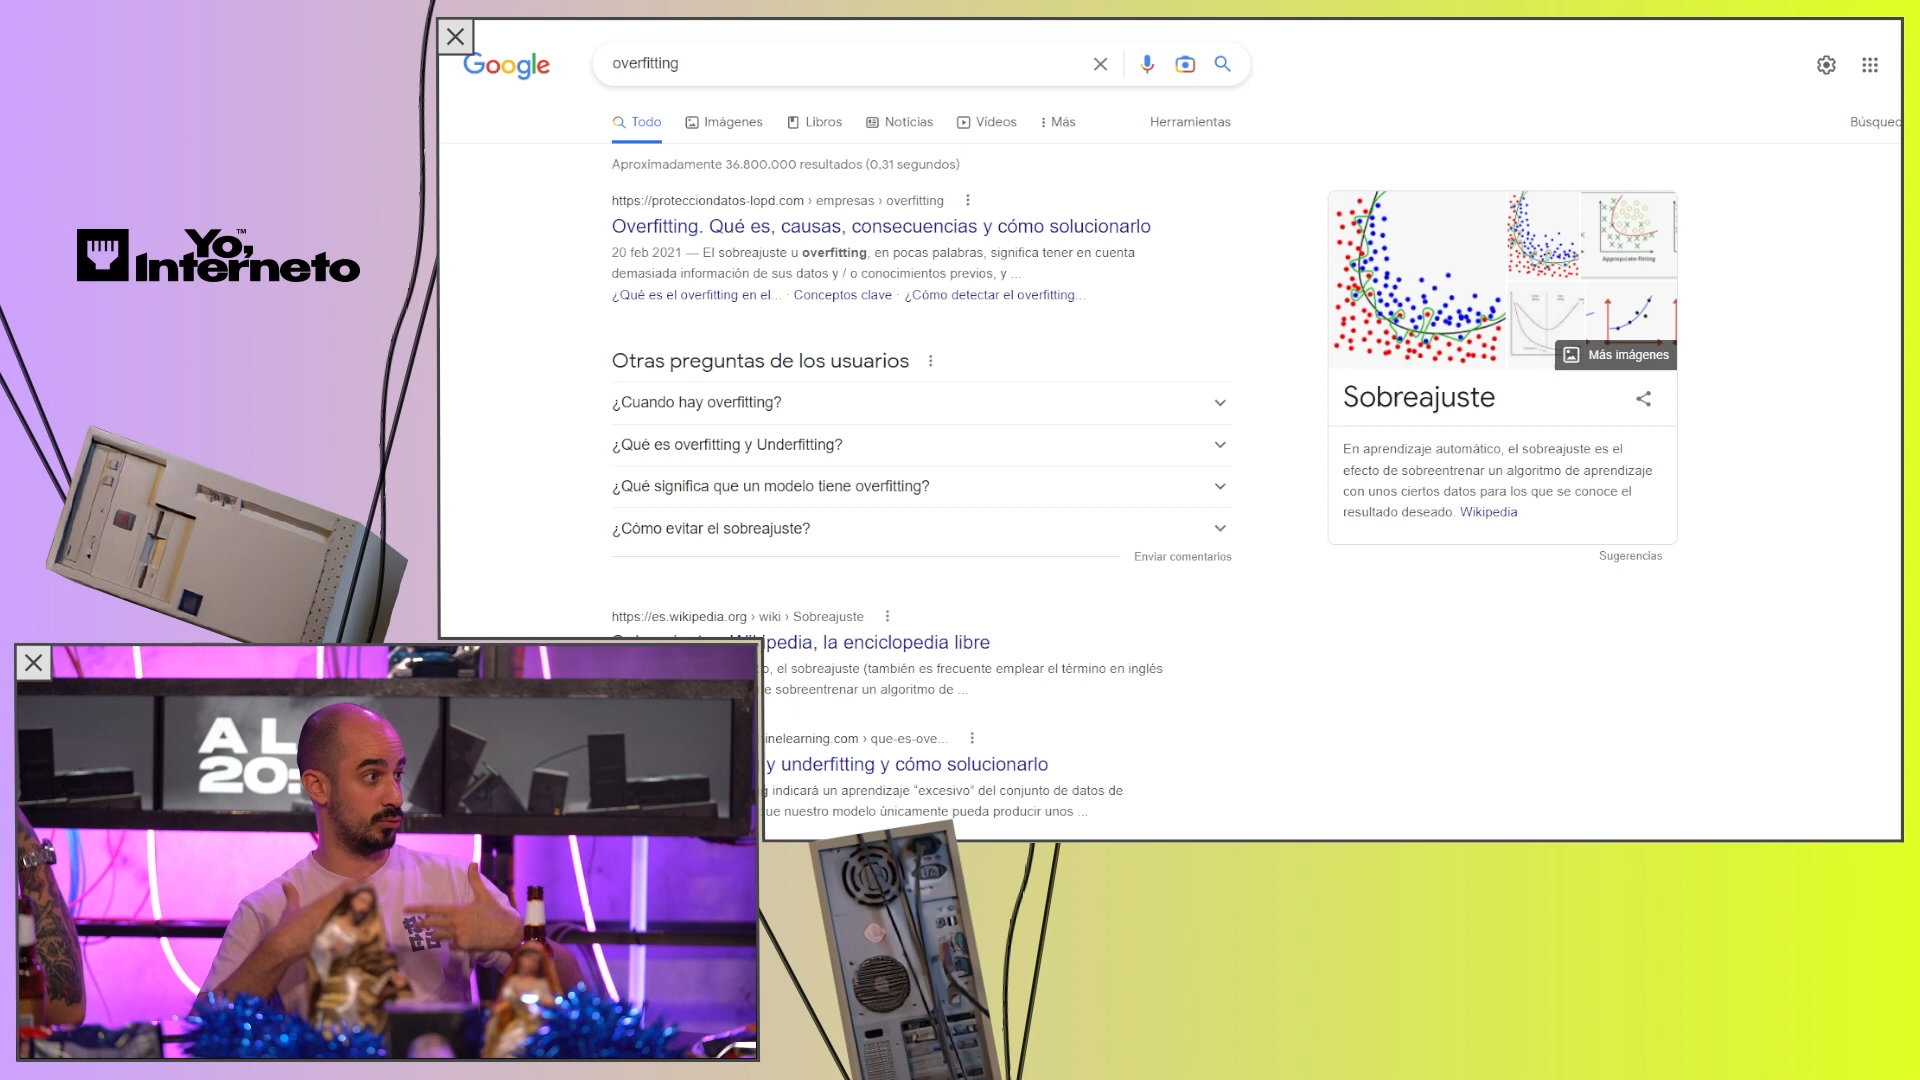 Yo,™
Interneto
Google
overfitting
Todo
Imágenes
Libros
Noticias
Vídeos
Más
Herramientas
Búsqued
Aproximadamente 36.800.000 resultados (0,31 segundos)
https://protecciondatos-lopd.com › empresas › overfitting
Overfitting. Qué es, causas, consecuencias y cómo solucionarlo
20 feb 2021 — El sobreajuste u overfitting, en pocas palabras, significa tener en cuenta
demasiada información de sus datos y / o conocimientos previos, y ...
¿Qué es el overfitting en el... · Conceptos clave · ¿Cómo detectar el overfitting...
Otras preguntas de los usuarios
¿Cuando hay overfitting?
¿Qué es overfitting y Underfitting?
¿Qué significa que un modelo tiene overfitting?
¿Cómo evitar el sobreajuste?
Enviar comentarios
https://es.wikipedia.org › wiki › Sobreajuste
Wikipedia, la enciclopedia libre
o, el sobreajuste (también es frecuente emplear el término en inglés
e sobreentrenar un algoritmo de ...
inelearning.com › que-es-ove...
y underfitting y cómo solucionarlo
g indicará un aprendizaje “excesivo” del conjunto de datos de
ue nuestro modelo únicamente pueda producir unos ...
Appropriate-fitting
Más imágenes
Sobreajuste
En aprendizaje automático, el sobreajuste es el
efecto de sobreentrenar un algoritmo de aprendizaje
con unos ciertos datos para los que se conoce el
resultado deseado. Wikipedia
Sugerencias
A L
20: